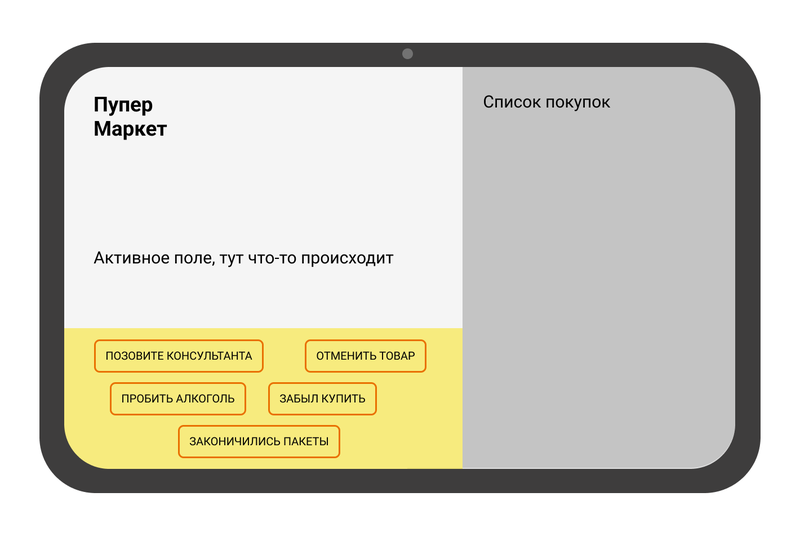 Пупер
Маркет
Список покупок
Активное поле, тут что-то происходит
ПОЗОВИТЕ КОНСУЛЬТАНТА
ОТМЕНИТЬ ТОВАР
ПРОБИТЬ АЛКОГОЛЬ
ЗАБЫЛ КУПИТЬ
ЗАКОНИЧИЛИСЬ ПАКЕТЫ